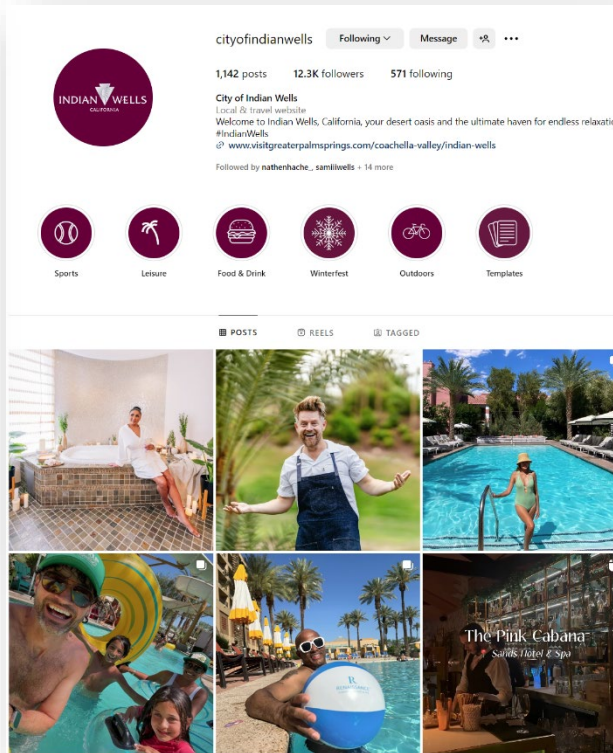 cityofindianwells Following Message
1,142 posts 12.3K followers 571 following
City of Indian Wells
Local & travel website
Welcome to Indian Wells, California, your desert oasis and the ultimate haven for endless
#IndianWells
www.visitgreaterpalmsprings.com/coachella-valley/indian-wells
Followed by nathenhache_, samiiiwells + 14 more
INDIAN WELLS
CALIFORNIA
Sports Leisure Food & Drink Winterfest Outdoors Templates
POSTS REELS TAGGED
R
RENAISSANCE
The Pink Cabana
Sands Hotel & Spa